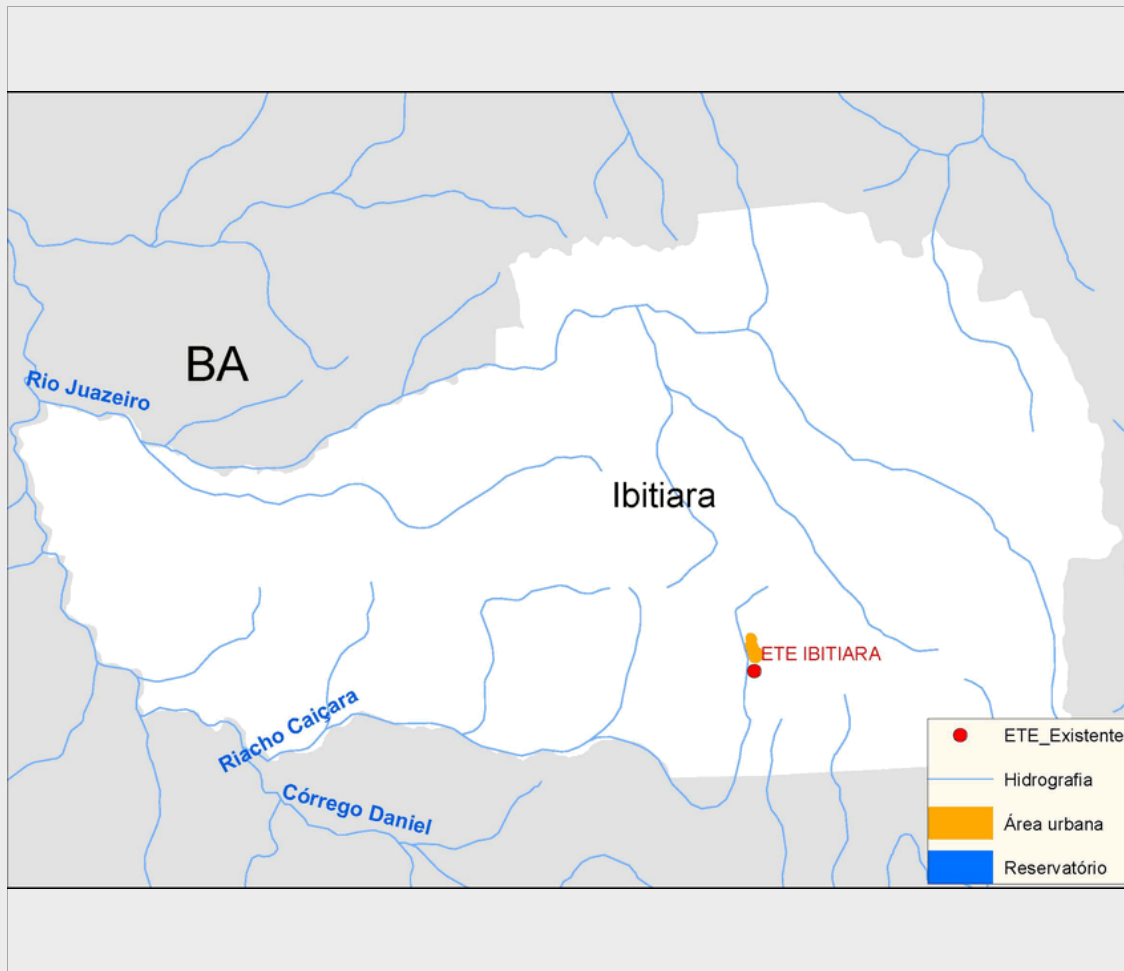 BA
Rio Juazeiro
Ibitiara
ETE IBITIARA
Riacho Caiçara
Córrego Daniel
ETE_Existente
Hidrografia
Área urbana
Reservatório